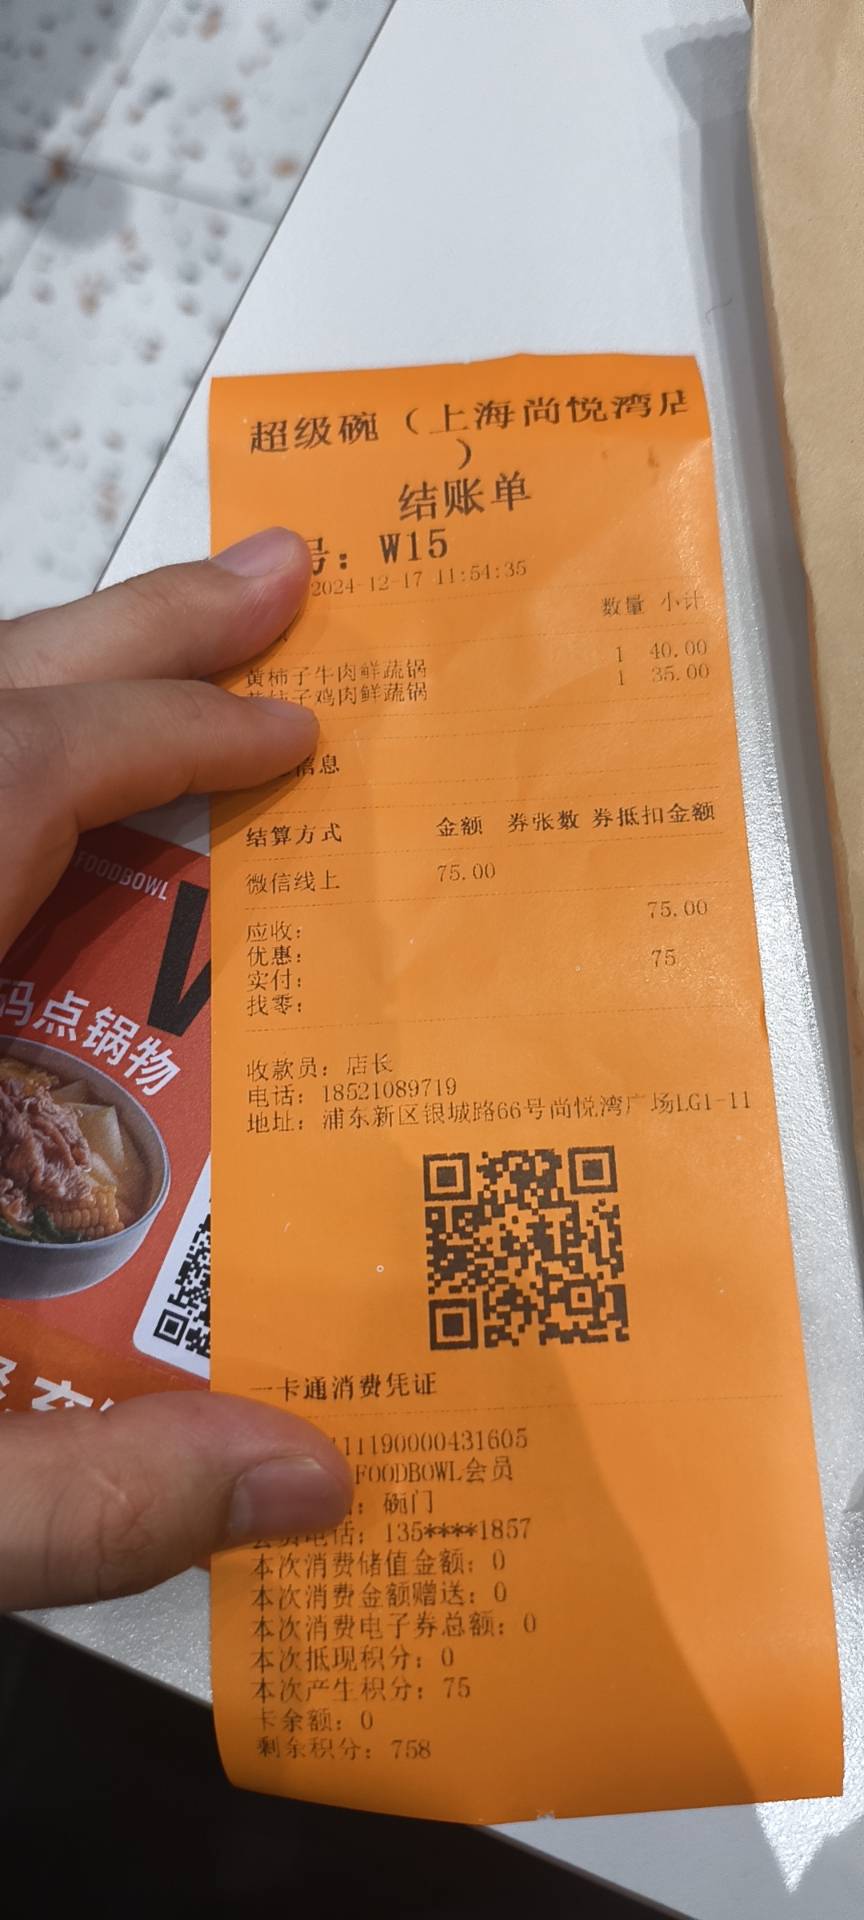 超级碗（上海尚悦湾店
）
结账单
号：W15
2024-12-17 11:54:35
数量 小计
黄柿子牛肉鲜蔬锅 1 40.00
黄柿子鸡肉鲜蔬锅 1 35.00
信息
结算方式 金额 券张数 券抵扣金额
微信线上 75.00
应收： 75.00
优惠：
实付： 75
找零：
收款员：店长
电话：18521089719
地址：浦东新区银城路66号尚悦湾广场LG1-11
一卡通消费凭证
111190000431605
FOODBOWL会员
：碗门
会员电话：135****1857
本次消费储值金额：0
本次消费金额赠送：0
本次消费电子券总额：0
本次抵现积分：0
本次产生积分：75
卡余额：0
剩余积分：758
FOODBOWL
码点锅物